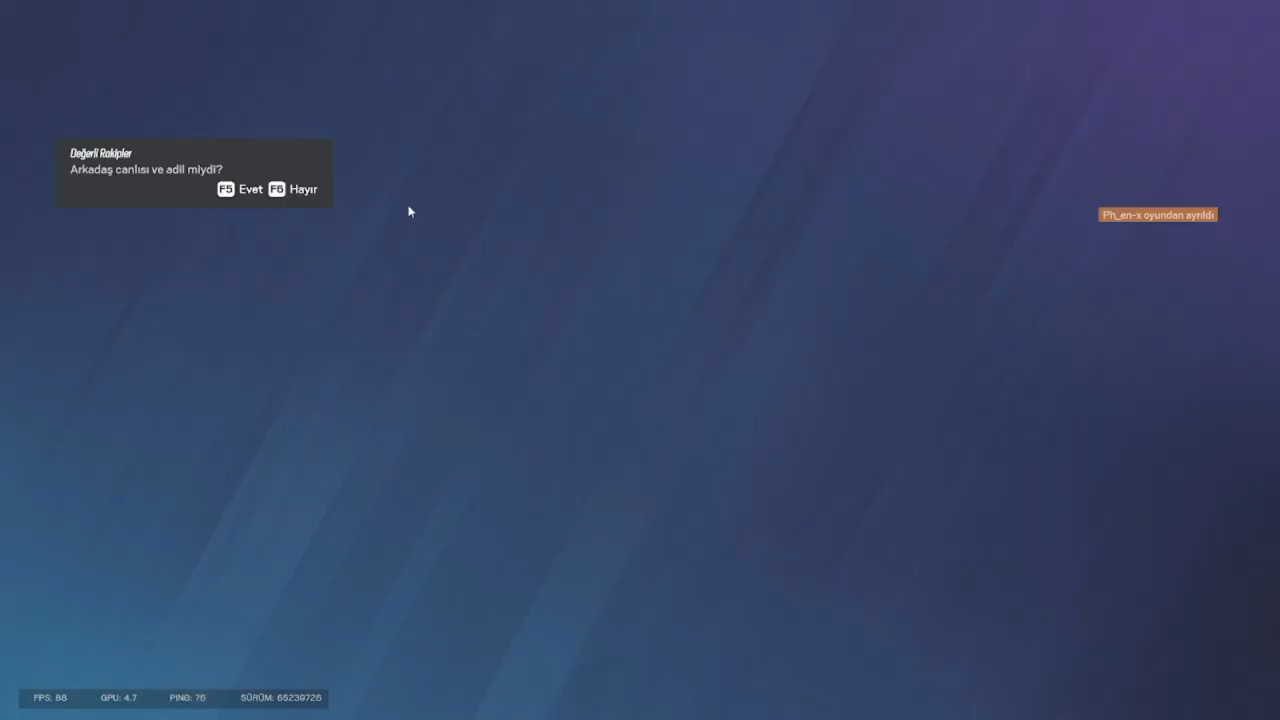 Değerli Rakipler
Arkadaş canlısı ve adil miydi?
F5 Evet F6 Hayır
Ph_en-x oyundan ayrıldı
FPS: 88 GPU: 4.7 PING: 76 SÜRÜM: 65239726